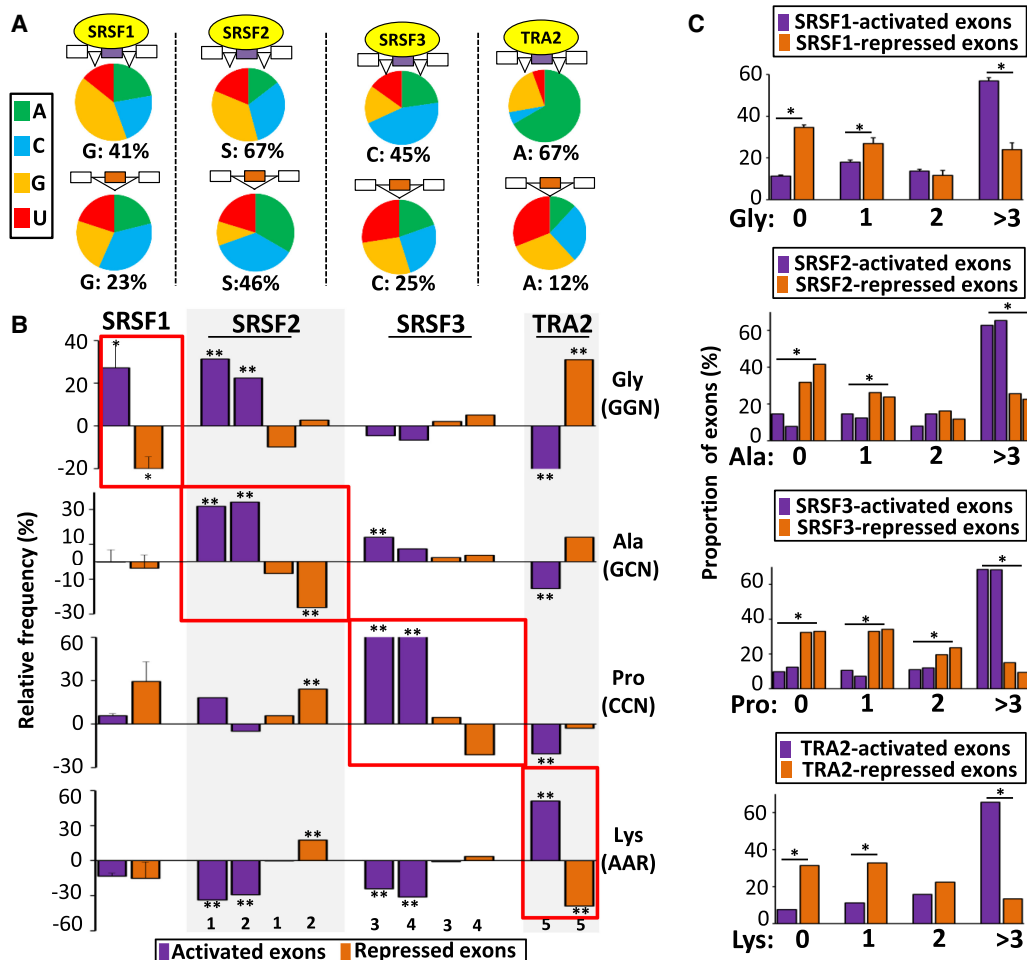 A
SRSF1
SRSF2
SRSF3
TRA2
A
C
G
U
G: 41%
S: 67%
C: 45%
A: 67%
G: 23%
S:46%
C: 25%
A: 12%
B
SRSF1
SRSF2
SRSF3
TRA2
Relative frequency (%)
40
20
0
-20
*
*
**
**
**
**
Gly
(GGN)
30
10
0
-10
-30
**
**
**
**
**
Ala
(GCN)
60
30
0
-30
**
**
**
**
Pro
(CCN)
60
30
0
-30
-60
**
**
**
**
**
**
**
Lys
(AAR)
1
2
1
2
3
4
3
4
5
5
Activated exons
Repressed exons
C
Proportion of exons (%)
SRSF1-activated exons
SRSF1-repressed exons
60
40
20
0
*
*
*
Gly:
0
1
2
>3
SRSF2-activated exons
SRSF2-repressed exons
60
40
20
0
*
*
*
Ala:
0
1
2
>3
SRSF3-activated exons
SRSF3-repressed exons
60
40
20
0
*
*
*
*
Pro:
0
1
2
>3
TRA2-activated exons
TRA2-repressed exons
60
40
20
0
*
*
*
Lys:
0
1
2
>3